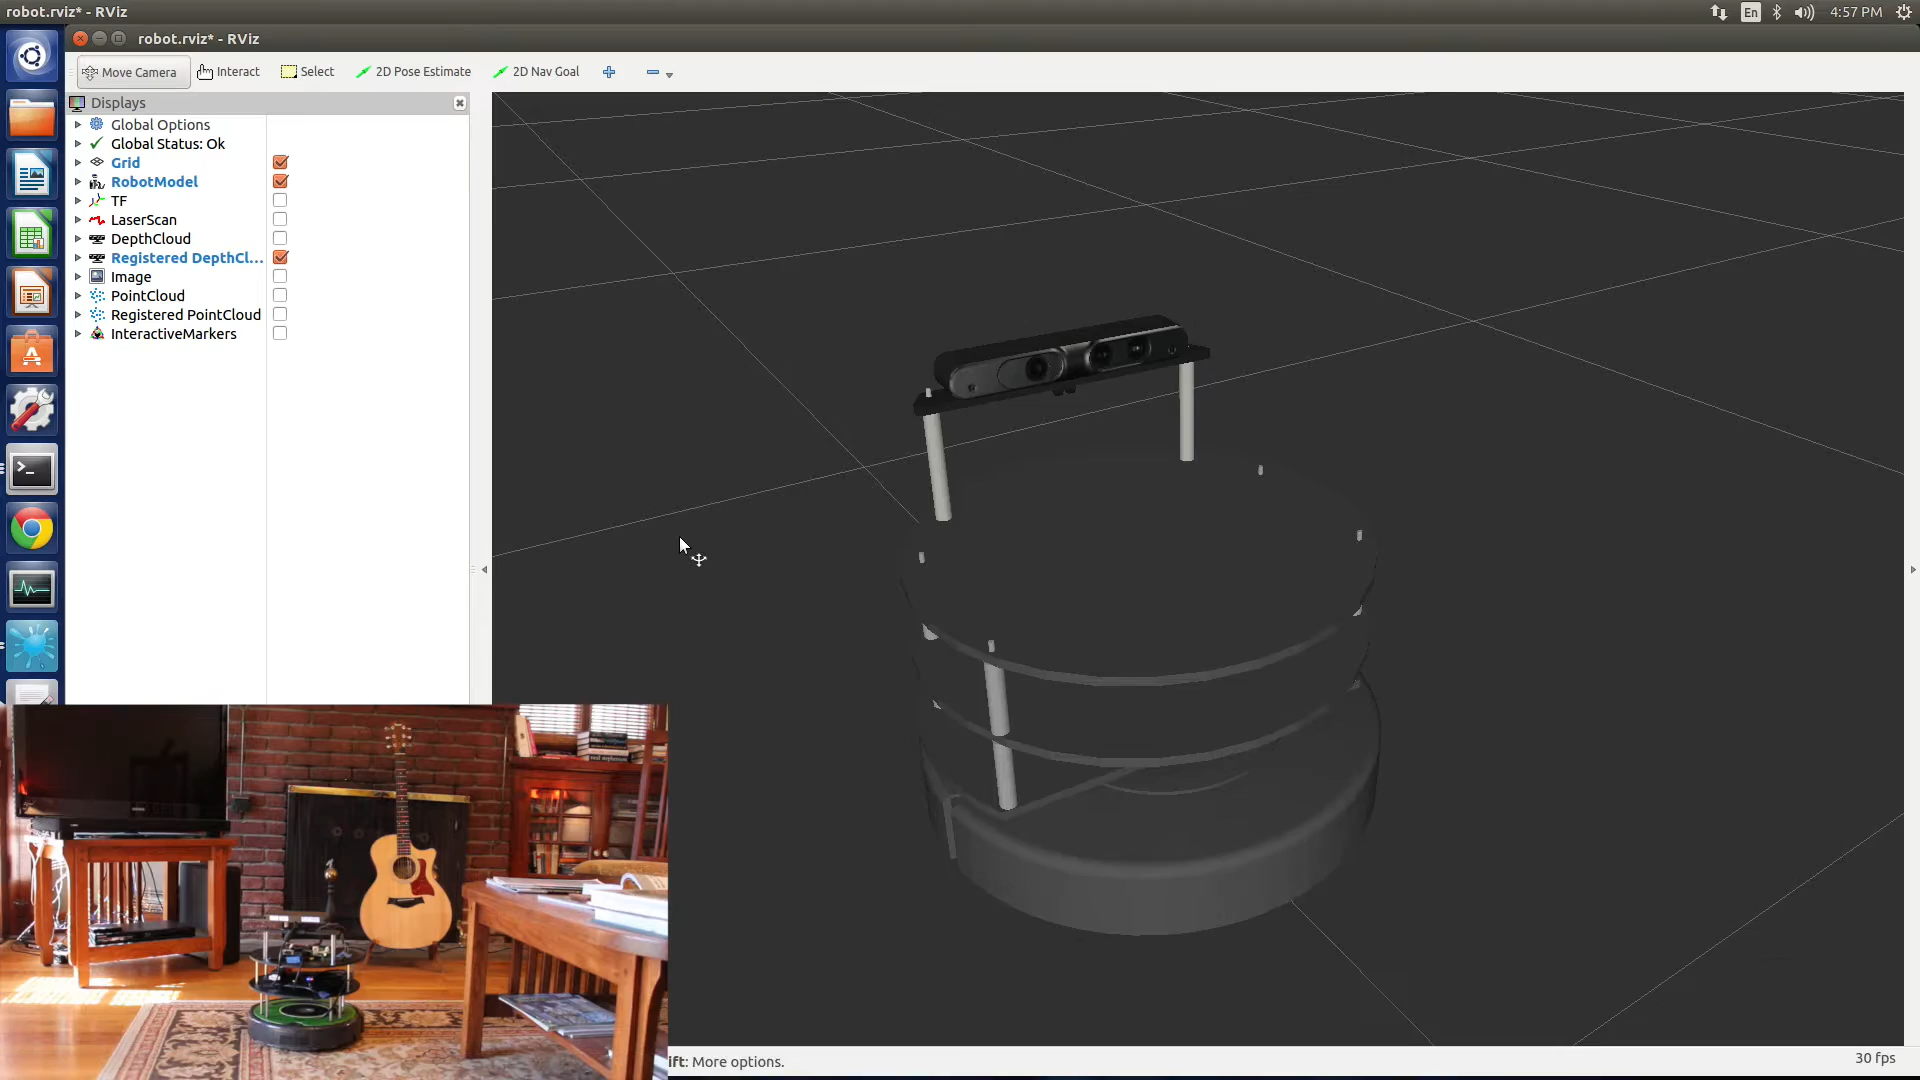 robot.rviz* - RViz
En
4:57 PM
robot.rviz* - RViz
Move Camera Interact Select 2D Pose Estimate 2D Nav Goal
Displays
Global Options
Global Status: Ok
Grid
RobotModel
TF
LaserScan
DepthCloud
Registered DepthCl...
Image
PointCloud
Registered PointCloud
InteractiveMarkers
ift: More options.
30 fps